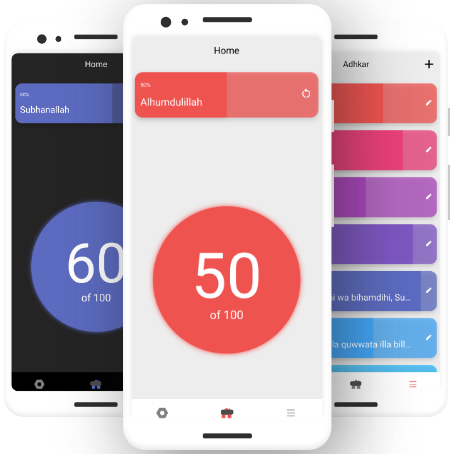 Home
60%
Subhanallah
60
of 100
Home
50%
Alhumdulillah
50
of 100
Adhkar
i wa bihamdihi, Su...
la quwwata illa bill...